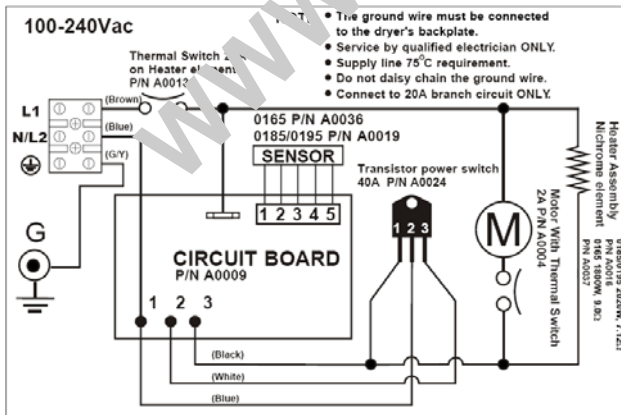 100-240Vac
• The ground wire must be connected
to the dryer's backplate.
• Service by qualified electrician ONLY.
• Supply line 75°C requirement.
• Do not daisy chain the ground wire.
• Connect to 20A branch circuit ONLY.
Thermal Switch
on Heater element
P/N A0013
L1
(Brown)
N/L2
(Blue)
(G/Y)
G
0165 P/N A0036
0185/0195 P/N A0019
SENSOR
1 2 3 4 5
Transistor power switch
40A P/N A0024
1 2 3
CIRCUIT BOARD
P/N A0009
1 2 3
(Black)
(White)
(Blue)
M
Motor With Thermal Switch
2A P/N A0004
Heater Assembly
Nichrome element
P/N A0016
0165 1800W, 9.0Ω
P/N A0037